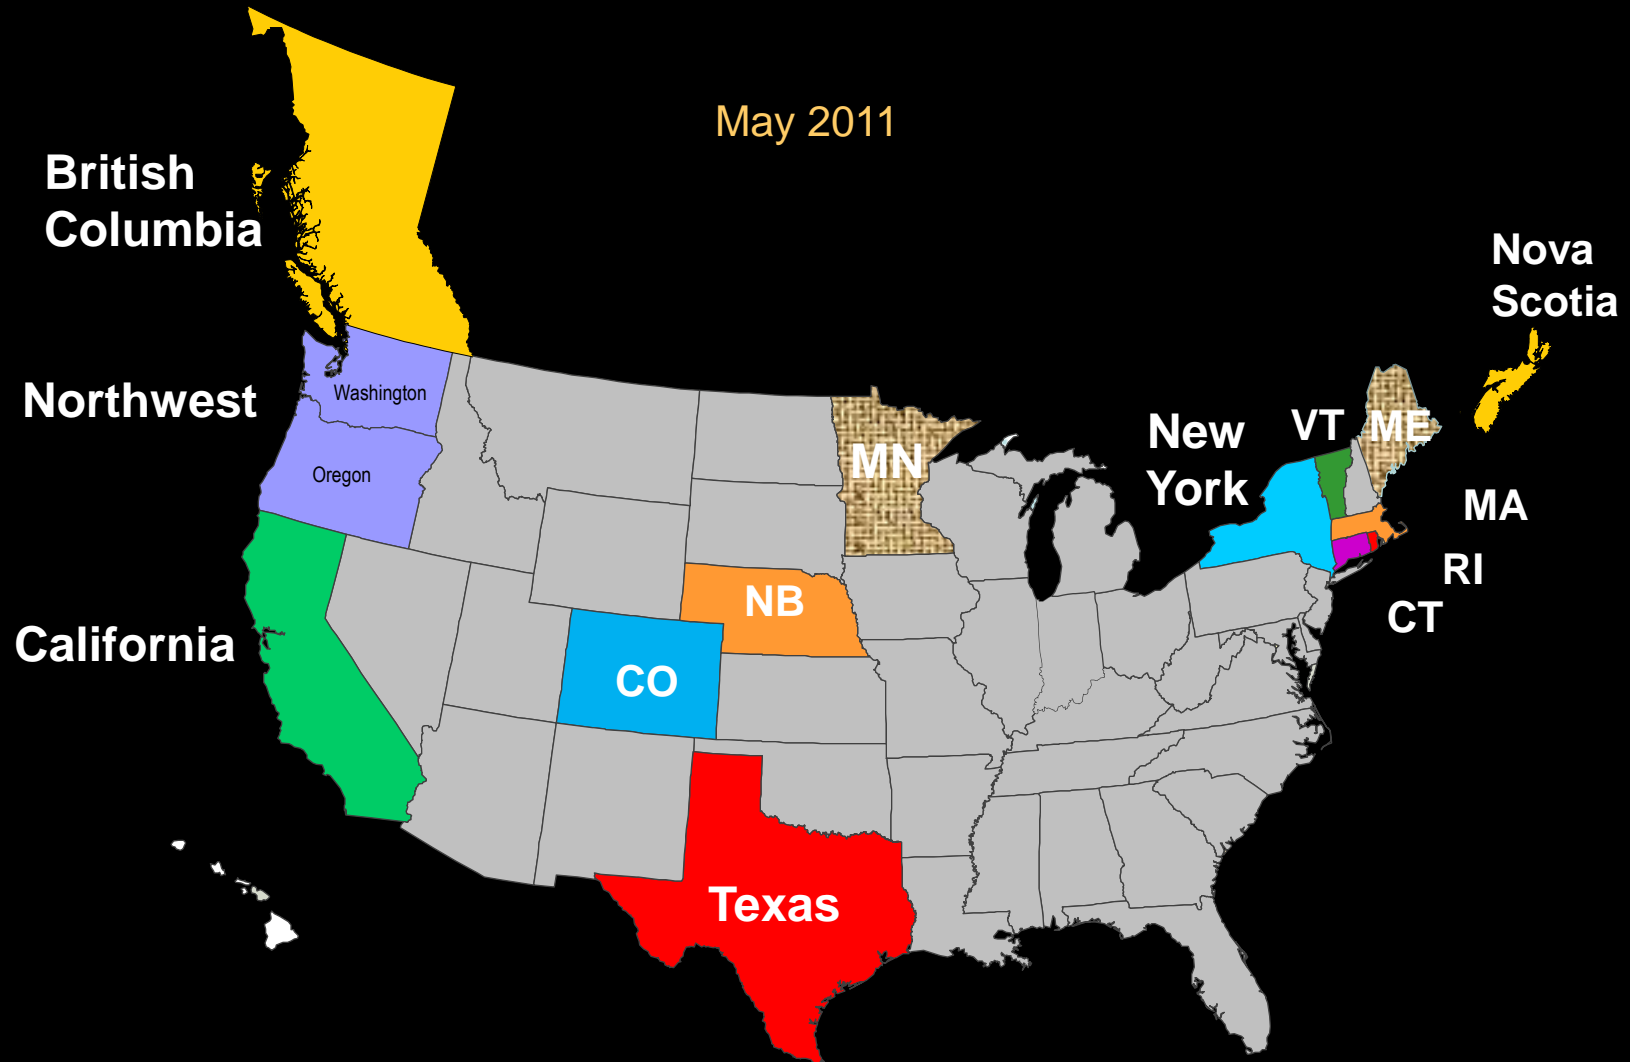 May 2011
British
Columbia
Nova
Scotia
Northwest
Washington
Oregon
MN
New
York
VT
ME
MA
RI
CT
NB
CO
California
Texas